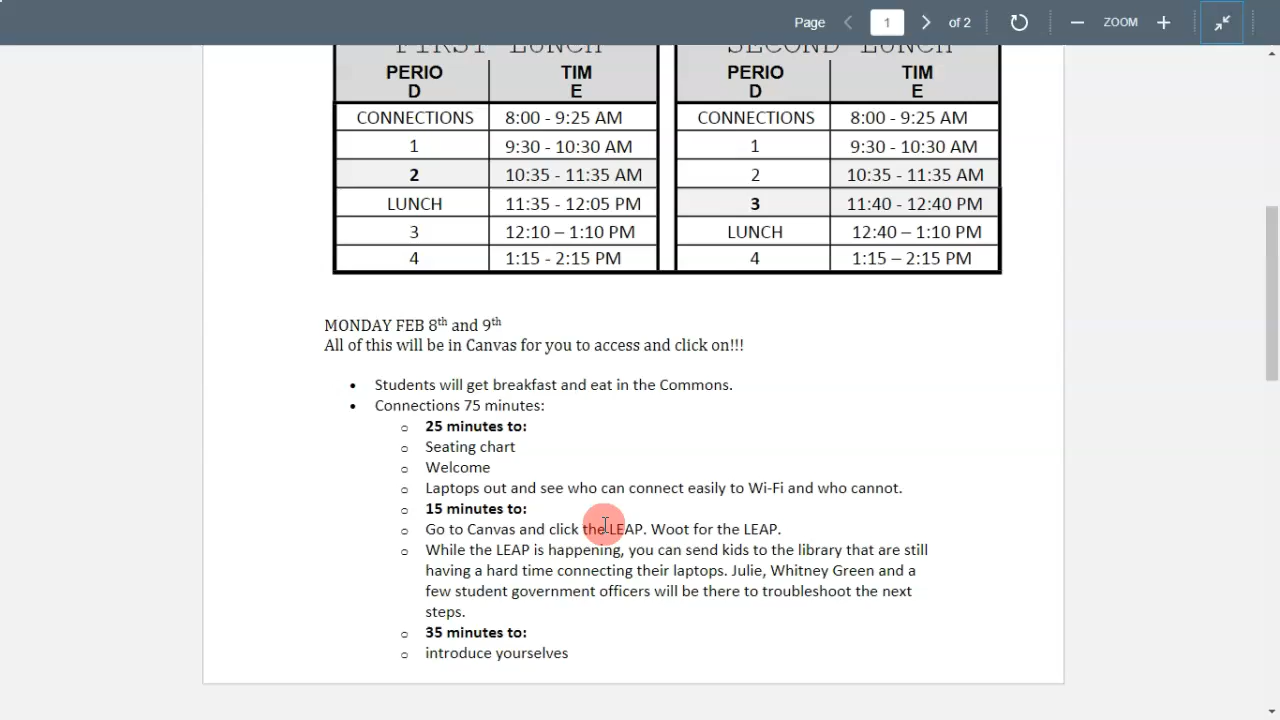 Page 1 of 2 ZOOM
FIRST LUNCH SECOND LUNCH
PERIO TIM PERIO TIM
D E D E
CONNECTIONS 8:00 - 9:25 AM CONNECTIONS 8:00 - 9:25 AM
1 9:30 - 10:30 AM 1 9:30 - 10:30 AM
2 10:35 - 11:35 AM 2 10:35 - 11:35 AM
LUNCH 11:35 - 12:05 PM 3 11:40 - 12:40 PM
3 12:10 – 1:10 PM LUNCH 12:40 – 1:10 PM
4 1:15 - 2:15 PM 4 1:15 – 2:15 PM
MONDAY FEB 8th and 9th
All of this will be in Canvas for you to access and click on!!!
• Students will get breakfast and eat in the Commons.
• Connections 75 minutes:
o 25 minutes to:
o Seating chart
o Welcome
o Laptops out and see who can connect easily to Wi-Fi and who cannot.
o 15 minutes to:
o Go to Canvas and click the LEAP. Woot for the LEAP.
o While the LEAP is happening, you can send kids to the library that are still
having a hard time connecting their laptops. Julie, Whitney Green and a
few student government officers will be there to troubleshoot the next
steps.
o 35 minutes to:
o introduce yourselves